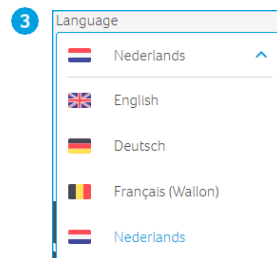 3
Language
Nederlands
English
Deutsch
Français (Wallon)
Nederlands